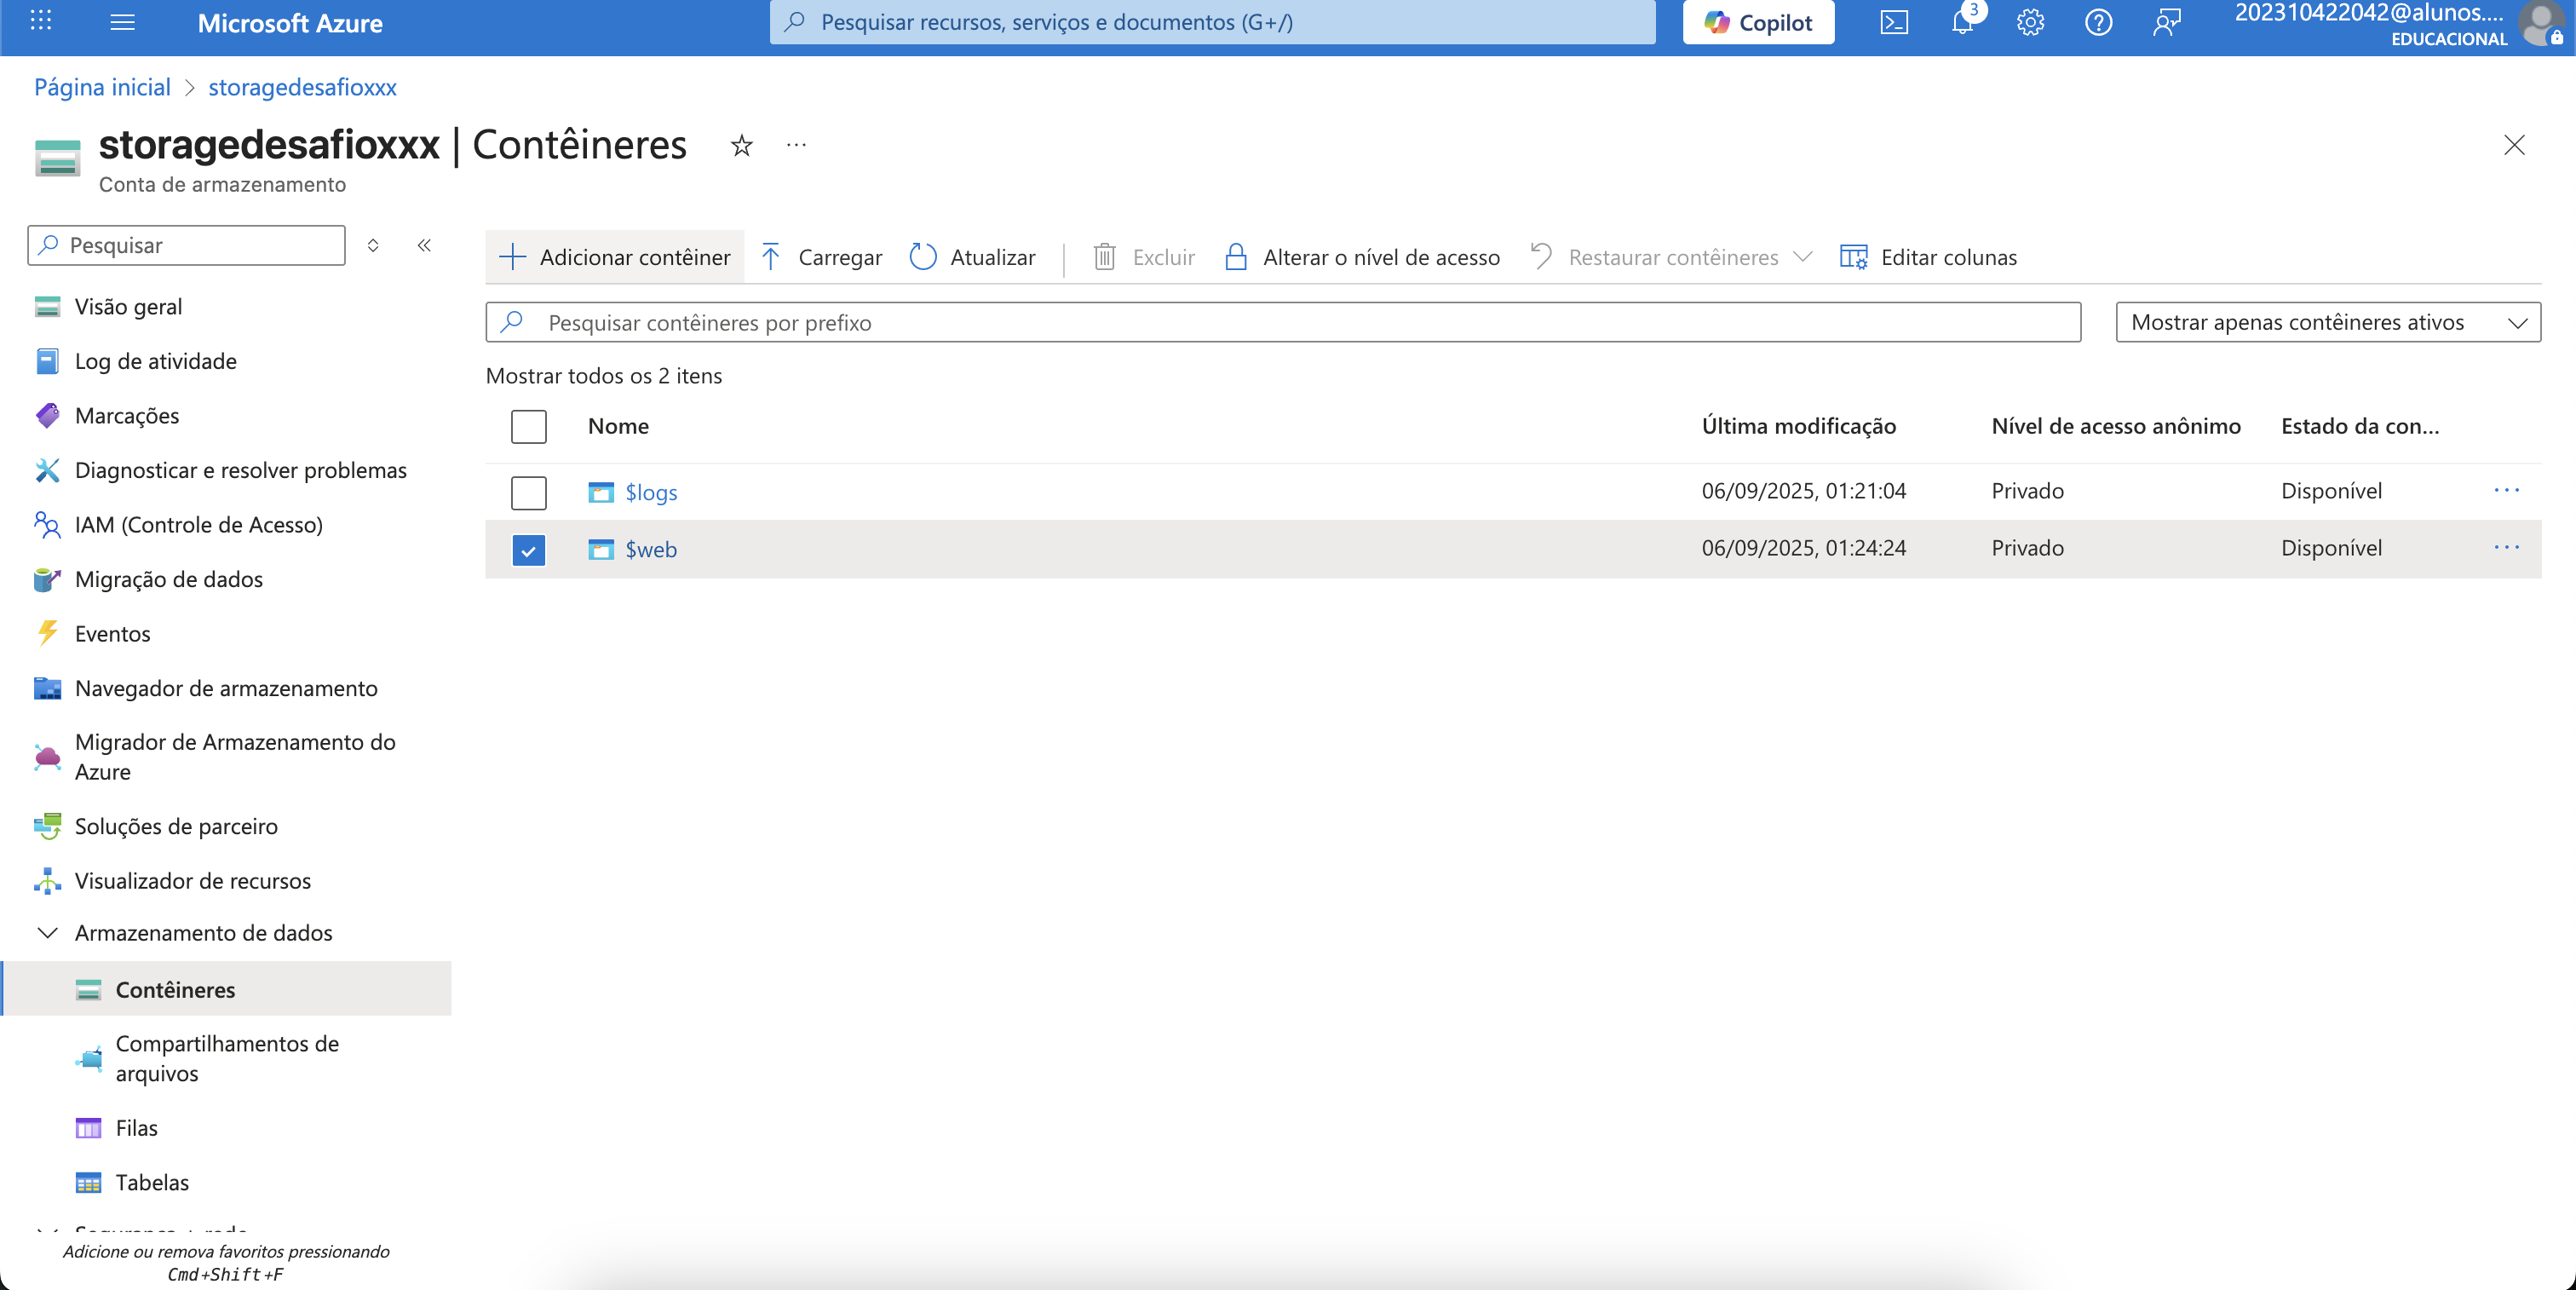 Microsoft Azure
Pesquisar recursos, serviços e documentos (G+/)
Copilot
3
202310422042@alunos....
EDUCACIONAL
Página inicial > storagedesafioxxx
storagedesafioxxx | Contêineres
Conta de armazenamento
Pesquisar
Visão geral
Log de atividade
Marcações
Diagnosticar e resolver problemas
IAM (Controle de Acesso)
Migração de dados
Eventos
Navegador de armazenamento
Migrador de Armazenamento do
Azure
Soluções de parceiro
Visualizador de recursos
Armazenamento de dados
Contêineres
Compartilhamentos de
arquivos
Filas
Tabelas
Adicione ou remova favoritos pressionando
Cmd+Shift+F
Adicionar contêiner Carregar Atualizar Excluir Alterar o nível de acesso Restaurar contêineres Editar colunas
Pesquisar contêineres por prefixo
Mostrar apenas contêineres ativos
Mostrar todos os 2 itens
Nome Última modificação Nível de acesso anônimo Estado da con...
$logs 06/09/2025, 01:21:04 Privado Disponível
$web 06/09/2025, 01:24:24 Privado Disponível